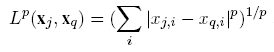 L^p(x_j, x_q) = (∑_i |x_{j,i} − x_{q,i}|^p)^{1/p}